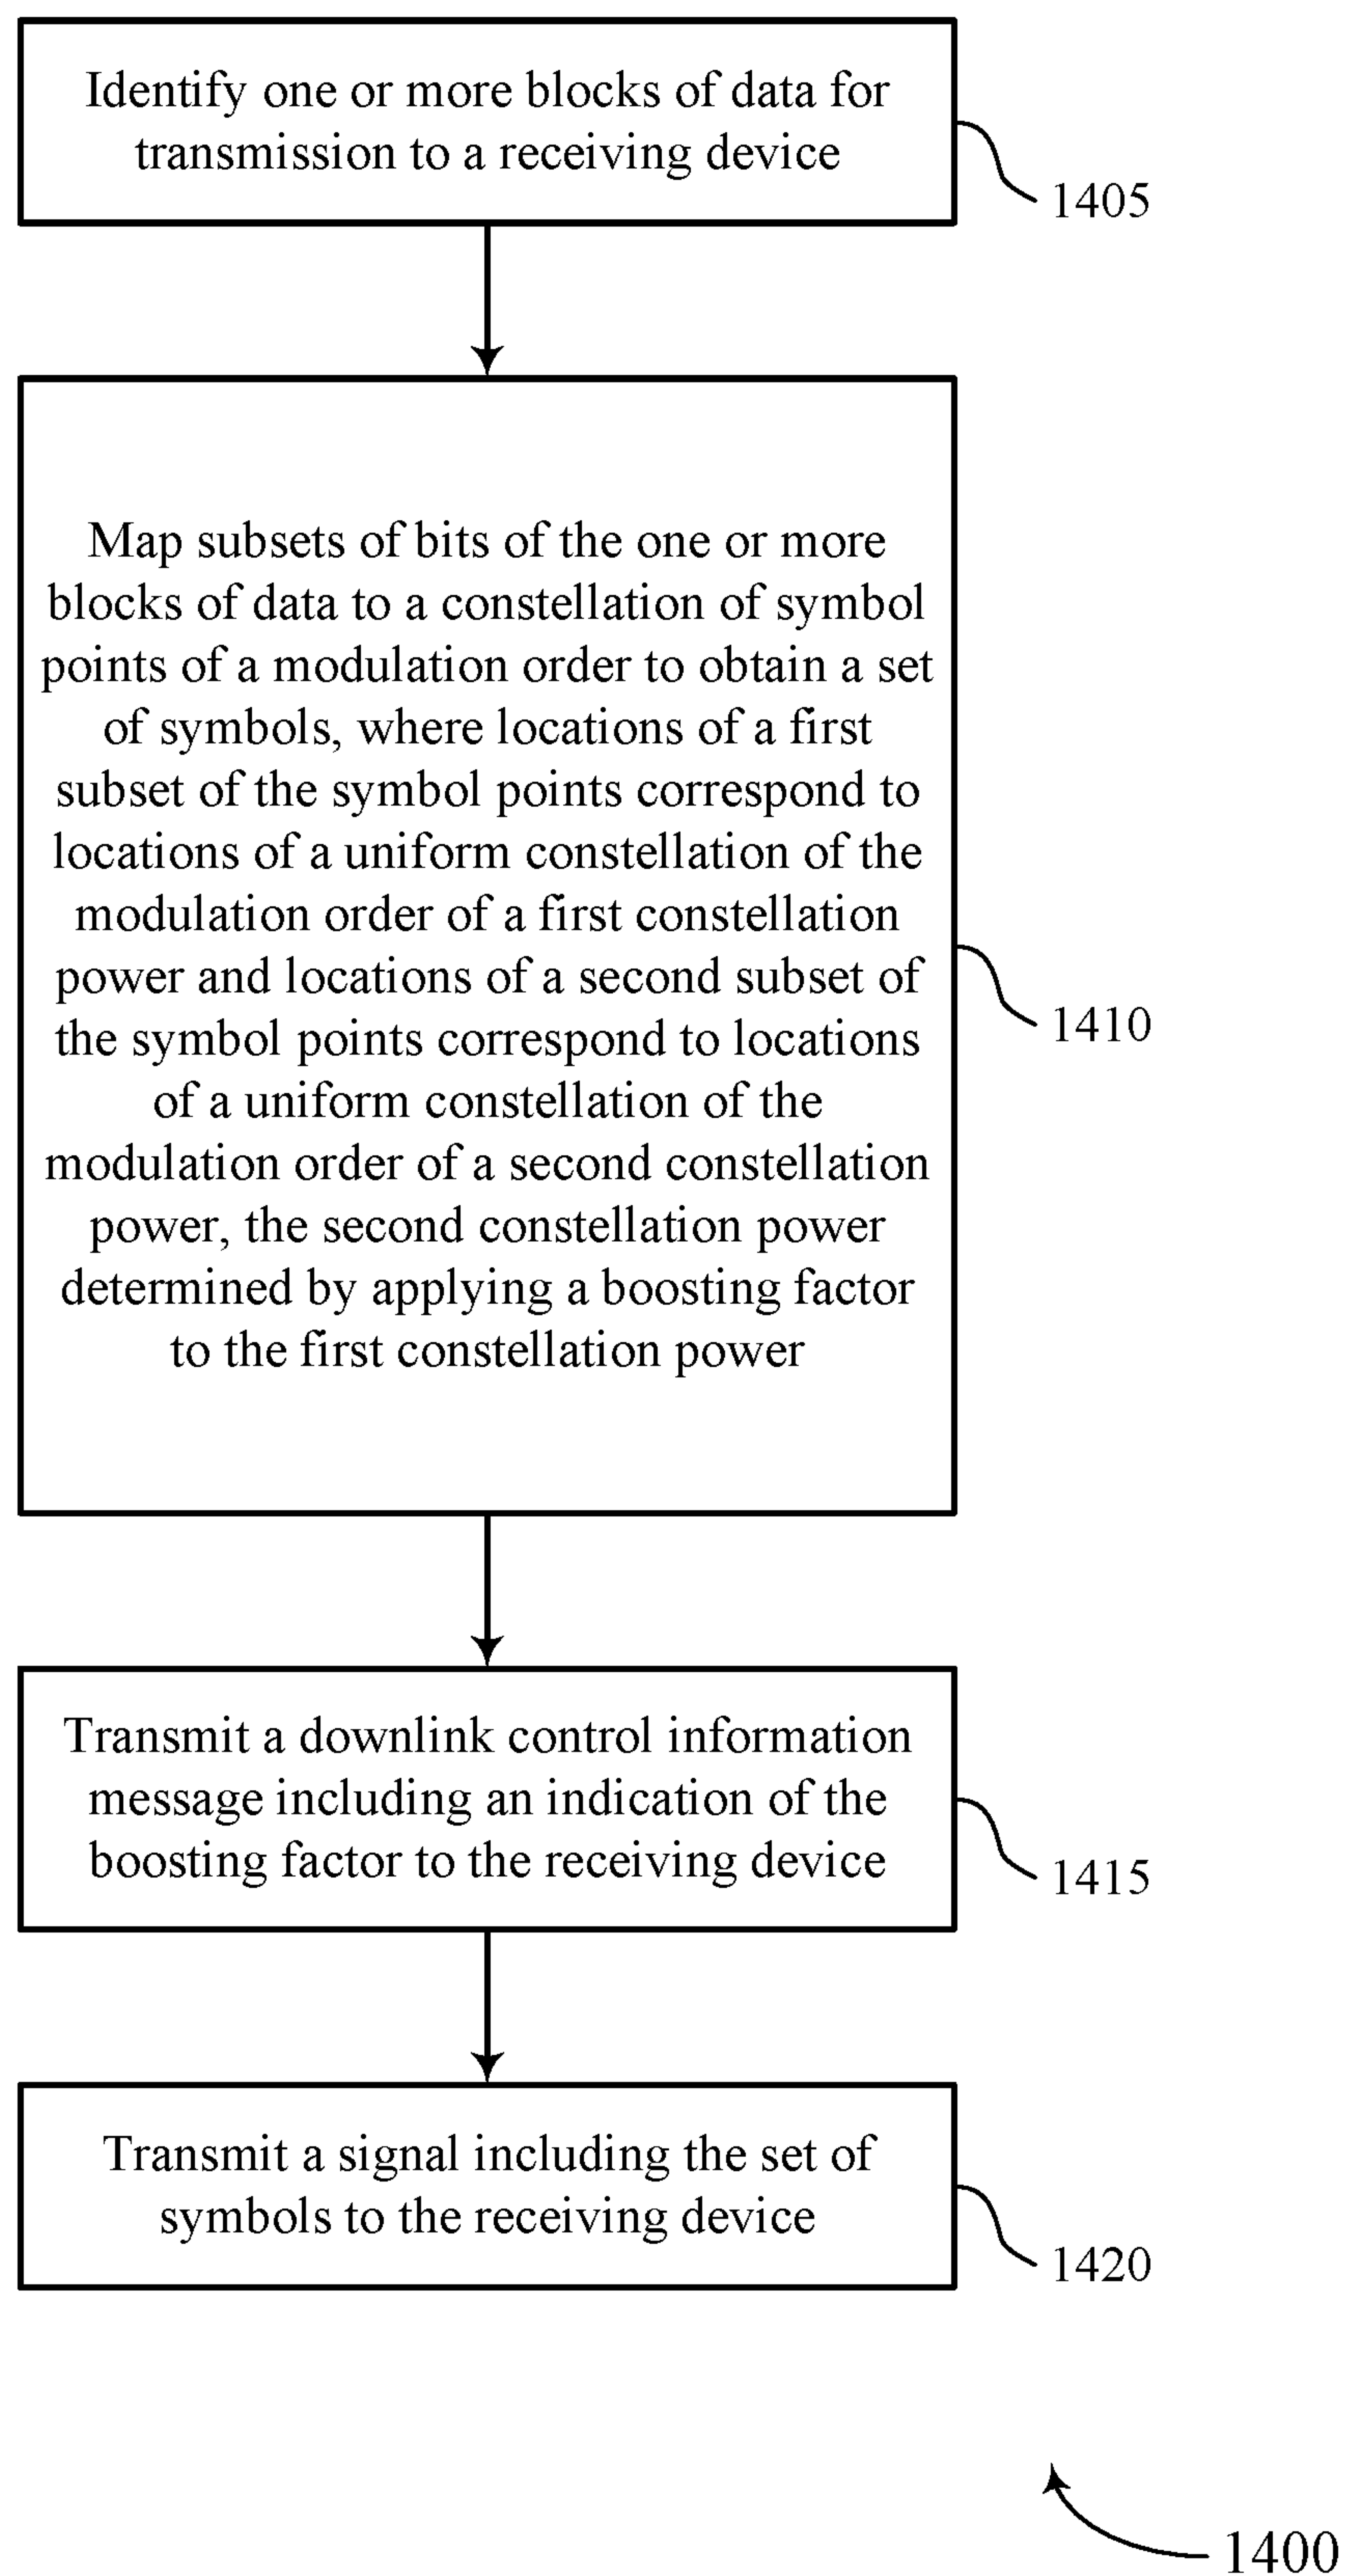 Identify one or more blocks of data for
transmission to a receiving device
1405
Map subsets of bits of the one or more
blocks of data to a constellation of symbol
points of a modulation order to obtain a set
of symbols, where locations of a first
subset of the symbol points correspond to
locations of a uniform constellation of the
modulation order of a first constellation
power and locations of a second subset of
the symbol points correspond to locations
of a uniform constellation of the
modulation order of a second constellation
power, the second constellation power
determined by applying a boosting factor
to the first constellation power
1410
Transmit a downlink control information
message including an indication of the
boosting factor to the receiving device
1415
Transmit a signal including the set of
symbols to the receiving device
1420
1400